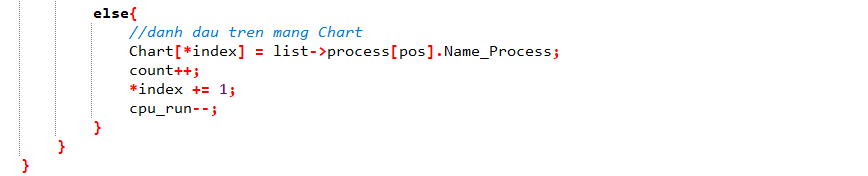 else{
//danh dau tren mang Chart
Chart[*index] = list->process[pos].Name_Process;
count++;
*index += 1;
cpu_run--;
}
}
}